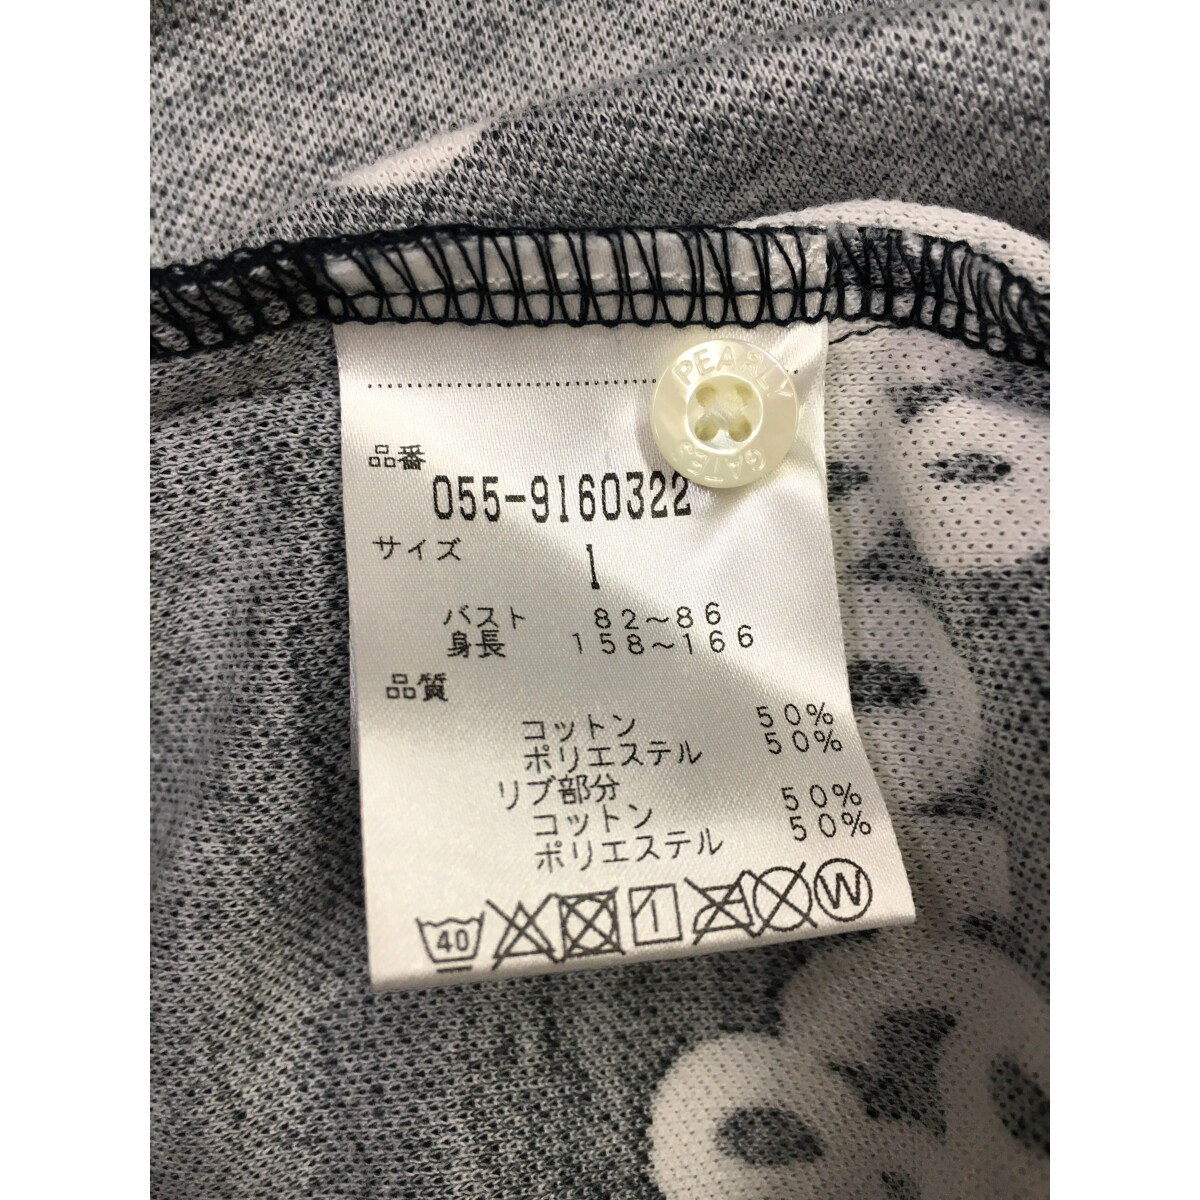 PEARLY
GATES
品番
055-9160322
サイズ
1
バスト 82~86
身長 158~166
品質
コットン 50%
ポリエステル 50%
リブ部分
コットン 50%
ポリエステル 50%
40
W